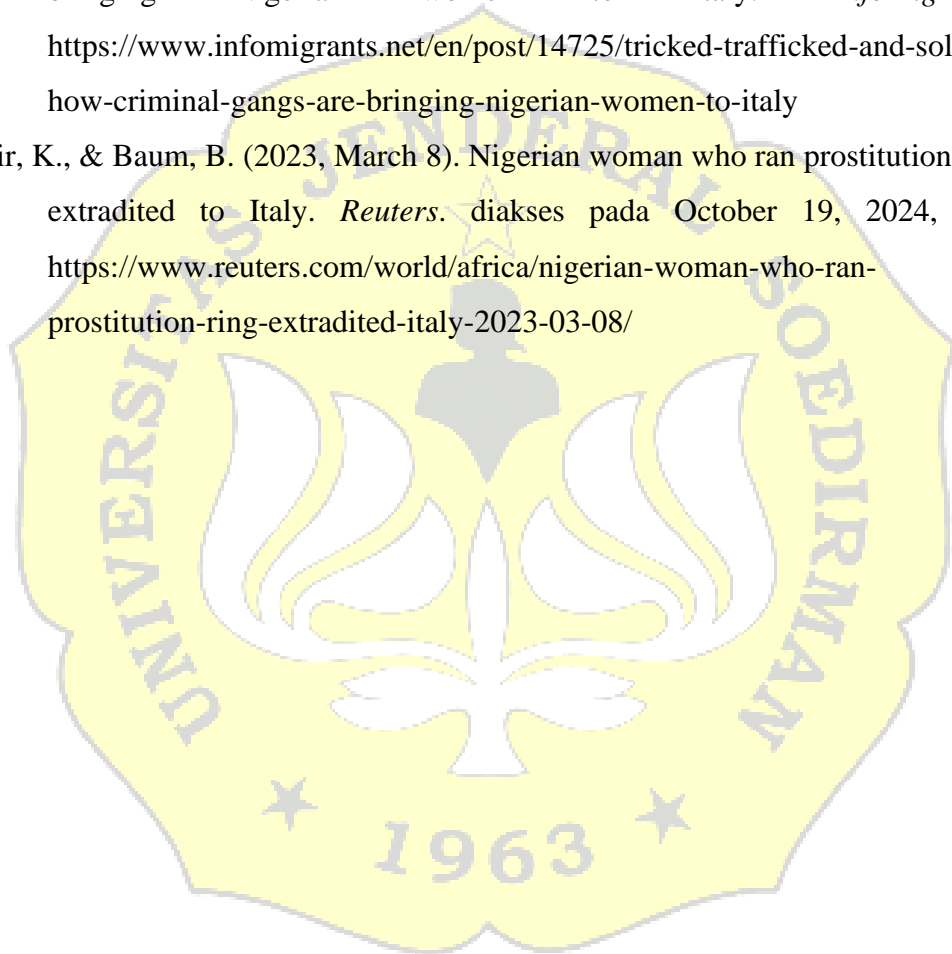 https://www.infomigrants.net/en/post/14725/tricked-trafficked-and-sol
how-criminal-gangs-are-bringing-nigerian-women-to-italy
ir, K., & Baum, B. (2023, March 8). Nigerian woman who ran prostitution
extradited to Italy. Reuters. diakses pada October 19, 2024,
https://www.reuters.com/world/africa/nigerian-woman-who-ran-
prostitution-ring-extradited-italy-2023-03-08/
UNIVERSITAS JENDERAL SOEDIRMAN
1963